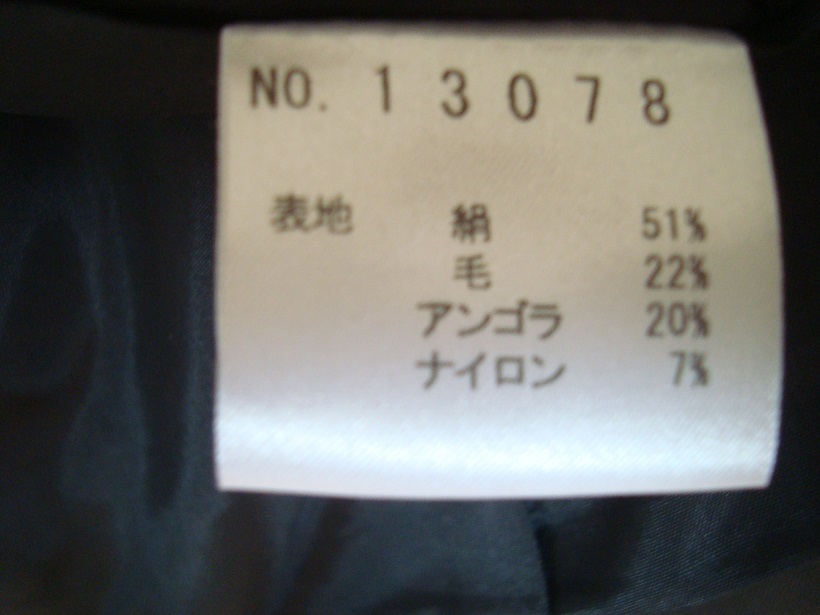 NO. 13078
表地 絹 51%
毛 22%
アンゴラ 20%
ナイロン 7%